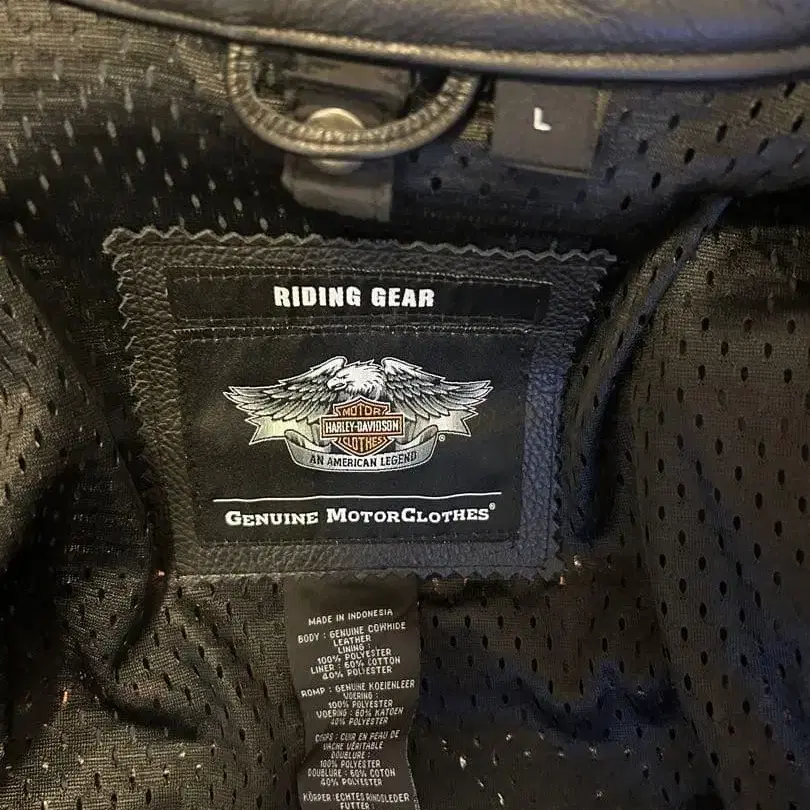 L
RIDING GEAR
MOTOR
HARLEY-DAVIDSON
CLOTHES
®
AN AMERICAN LEGEND
GENUINE MOTORCLOTHES®
MADE IN INDONESIA
BODY : GENUINE COWHIDE
LEATHER
LINING :
100% POLYESTER
LINER : 60% COTTON
40% POLYESTER
ROMP : GENUINE KOEIENLEER
VOERING :
100% POLYESTER
VOERING : 60% KATOEN
40% POLYESTER
CORPS : CUIR EN PEAU DE
VACHE VÉRITABLE
DOUBLURE :
100% POLYESTER
DOUBLURE : 60% COTON
40% POLYESTER
KÖRPER : ECHTES RINDSLEDER
FUTTER :